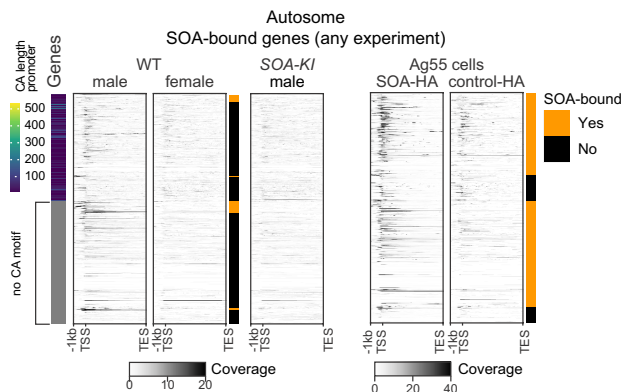 Autosome
SOA-bound genes (any experiment)
CA length
promoter
Genes
WT
male
female
SOA-KI
male
Ag55 cells
SOA-HA
control-HA
SOA-bound
Yes
No
500
400
300
200
100
no CA motif
-1kb
TSS
TES
-1kb
TSS
TES
-1kb
TSS
TES
-1kb
TSS
TES
0
10
20
Coverage
0
20
40
Coverage